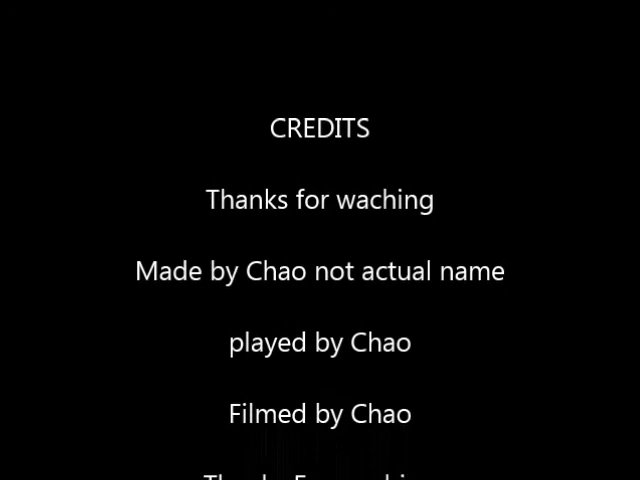 CREDITS
Thanks for waching
Made by Chao not actual name
played by Chao
Filmed by Chao